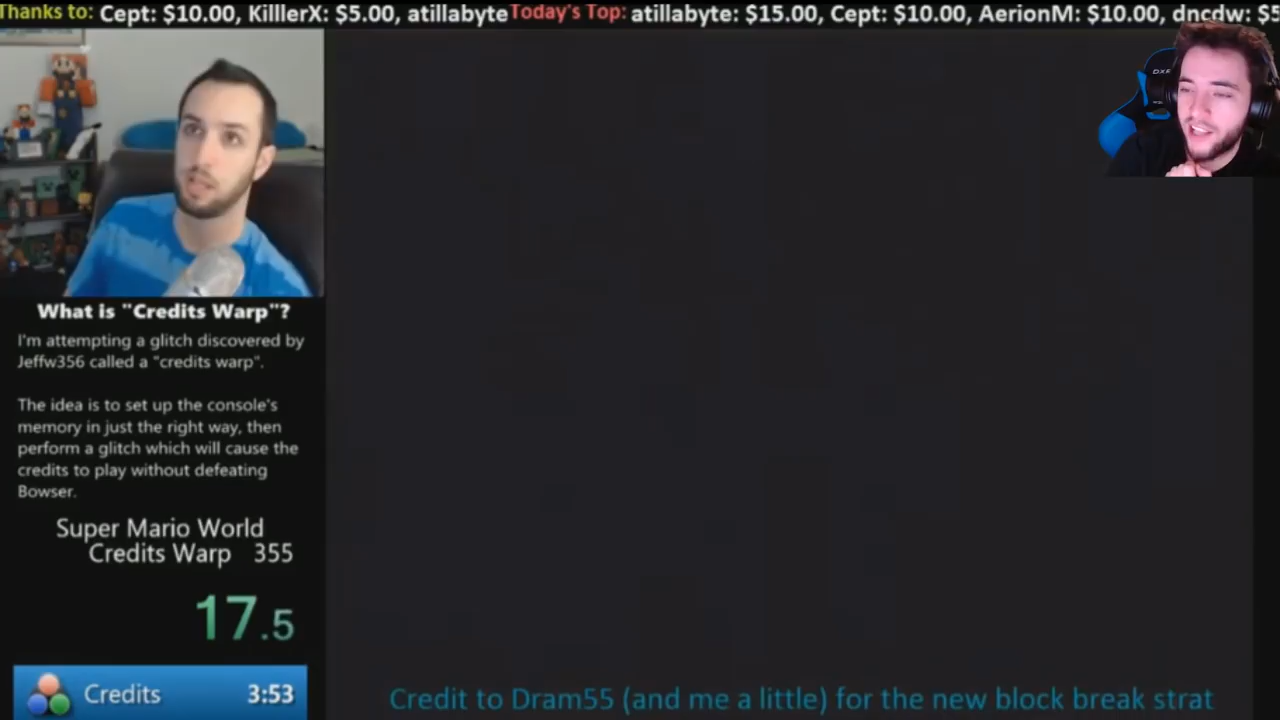 Thanks to: Cept: $10.00, KilllerX: $5.00, atillabyte Today's Top: atillabyte: $15.00, Cept: $10.00, AerionM: $10.00, dncdw: $5
DXR
What is "Credits Warp"?
I'm attempting a glitch discovered by
Jeffw356 called a "credits warp".
The idea is to set up the console's
memory in just the right way, then
perform a glitch which will cause the
credits to play without defeating
Bowser.
Super Mario World
Credits Warp 355
17.5
Credits 3:53
Credit to Dram55 (and me a little) for the new block break strat